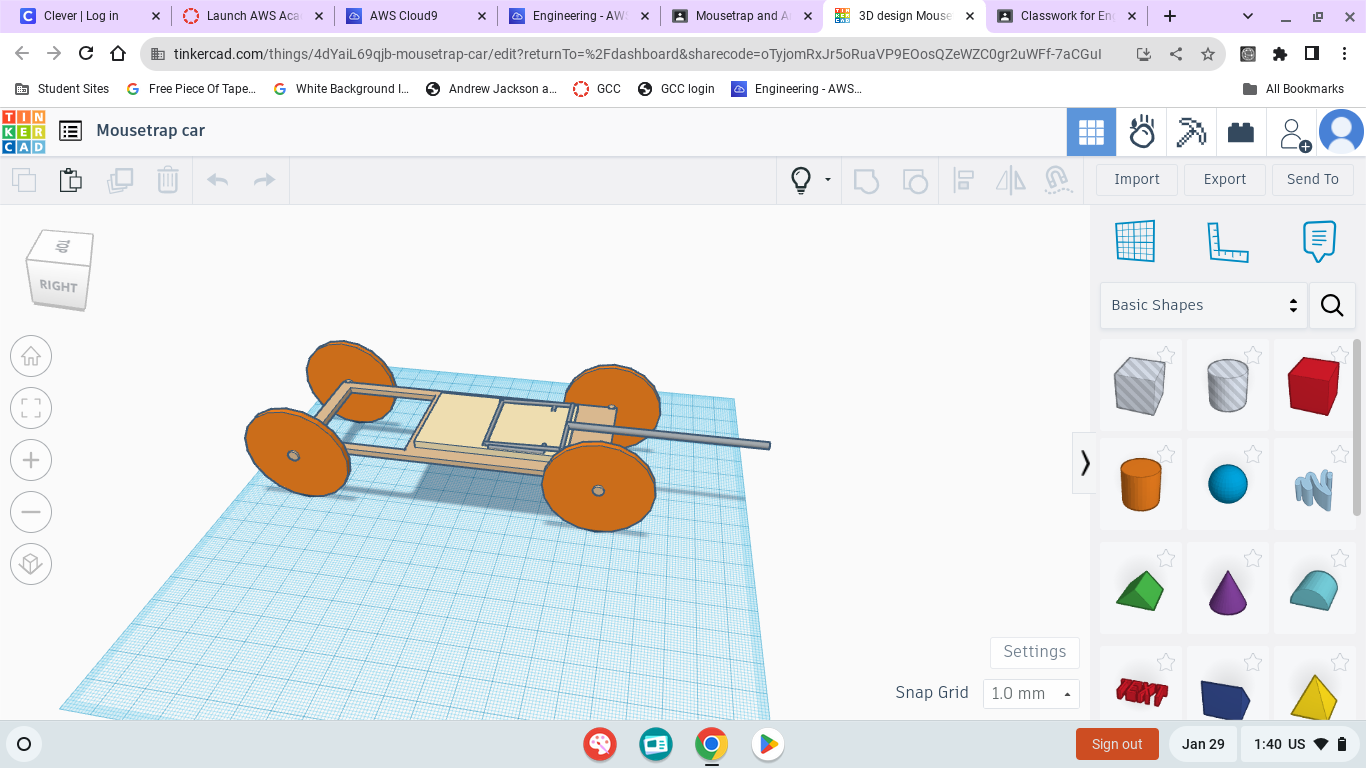 Clever | Log in
Launch AWS Aca
AWS Cloud9
Engineering - AW
Mousetrap and A
3D design Mouse
Classwork for En
tinkercad.com/things/4dYaiL69qjb-mousetrap-car/edit?returnTo=%2Fdashboard&sharecode=oTyjomRxJr5oRuaVP9EOosQZeWZC0gr2uWFf-7aCGuI
Student Sites
Free Piece Of Tape...
White Background I...
Andrew Jackson a...
GCC
GCC login
Engineering - AWS...
All Bookmarks
TIN
KER
CAD
Mousetrap car
Import
Export
Send To
TOP
RIGHT
Basic Shapes
TEXT
Settings
Snap Grid
1.0 mm
Sign out
Jan 29
1:40 US